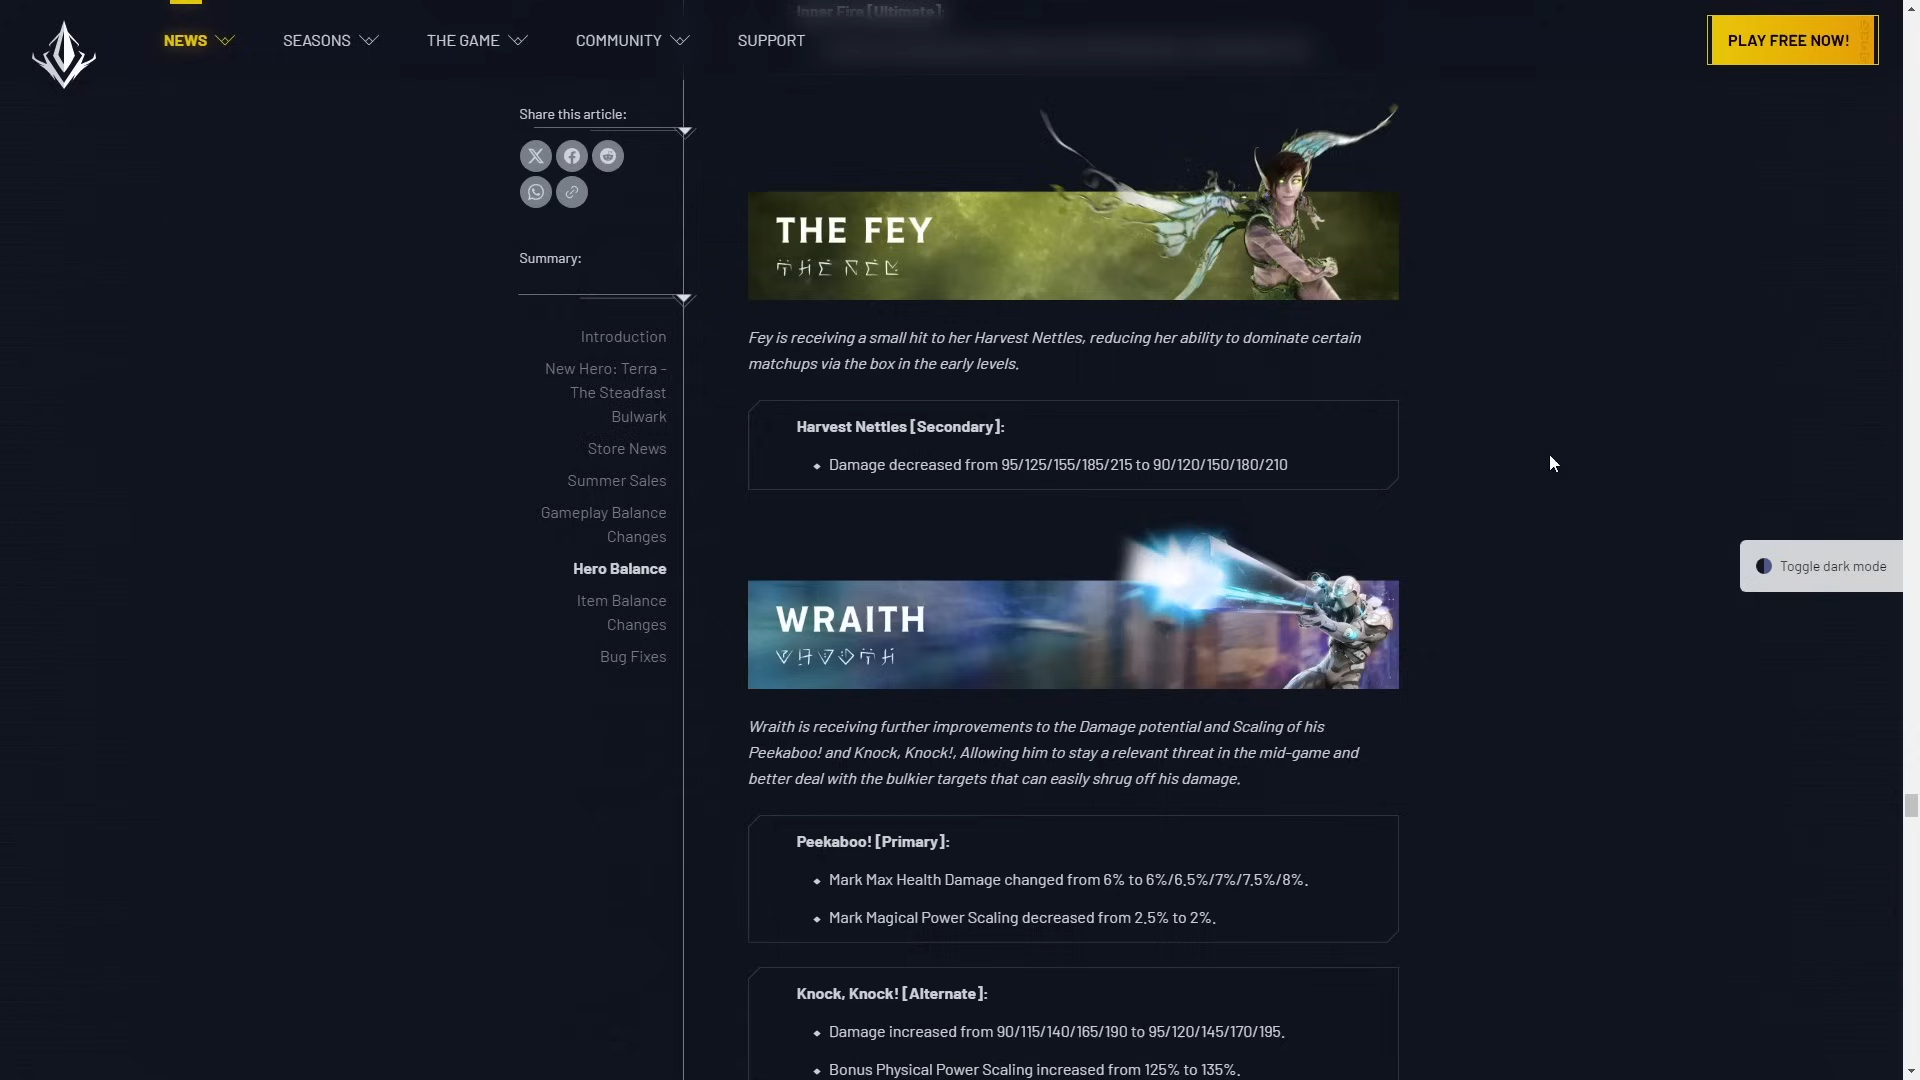 Inner Fire [Ultimate]:
NEWS
SEASONS
THE GAME
COMMUNITY
SUPPORT
PLAY FREE NOW!
Share this article:
Summary:
Introduction
New Hero: Terra -
The Steadfast
Bulwark
Store News
Summer Sales
Gameplay Balance
Changes
Hero Balance
Item Balance
Changes
Bug Fixes
THE FEY
Fey is receiving a small hit to her Harvest Nettles, reducing her ability to dominate certain
matchups via the box in the early levels.
Harvest Nettles [Secondary]:
Damage decreased from 95/125/155/185/215 to 90/120/150/180/210
WRAITH
Wraith is receiving further improvements to the Damage potential and Scaling of his
Peekaboo! and Knock, Knock!, Allowing him to stay a relevant threat in the mid-game and
better deal with the bulkier targets that can easily shrug off his damage.
Peekaboo! [Primary]:
Mark Max Health Damage changed from 6% to 6%/6.5%/7%/7.5%/8%.
Mark Magical Power Scaling decreased from 2.5% to 2%.
Knock, Knock! [Alternate]:
Damage increased from 90/115/140/165/190 to 95/120/145/170/195.
Bonus Physical Power Scaling increased from 125% to 135%.
Toggle dark mode